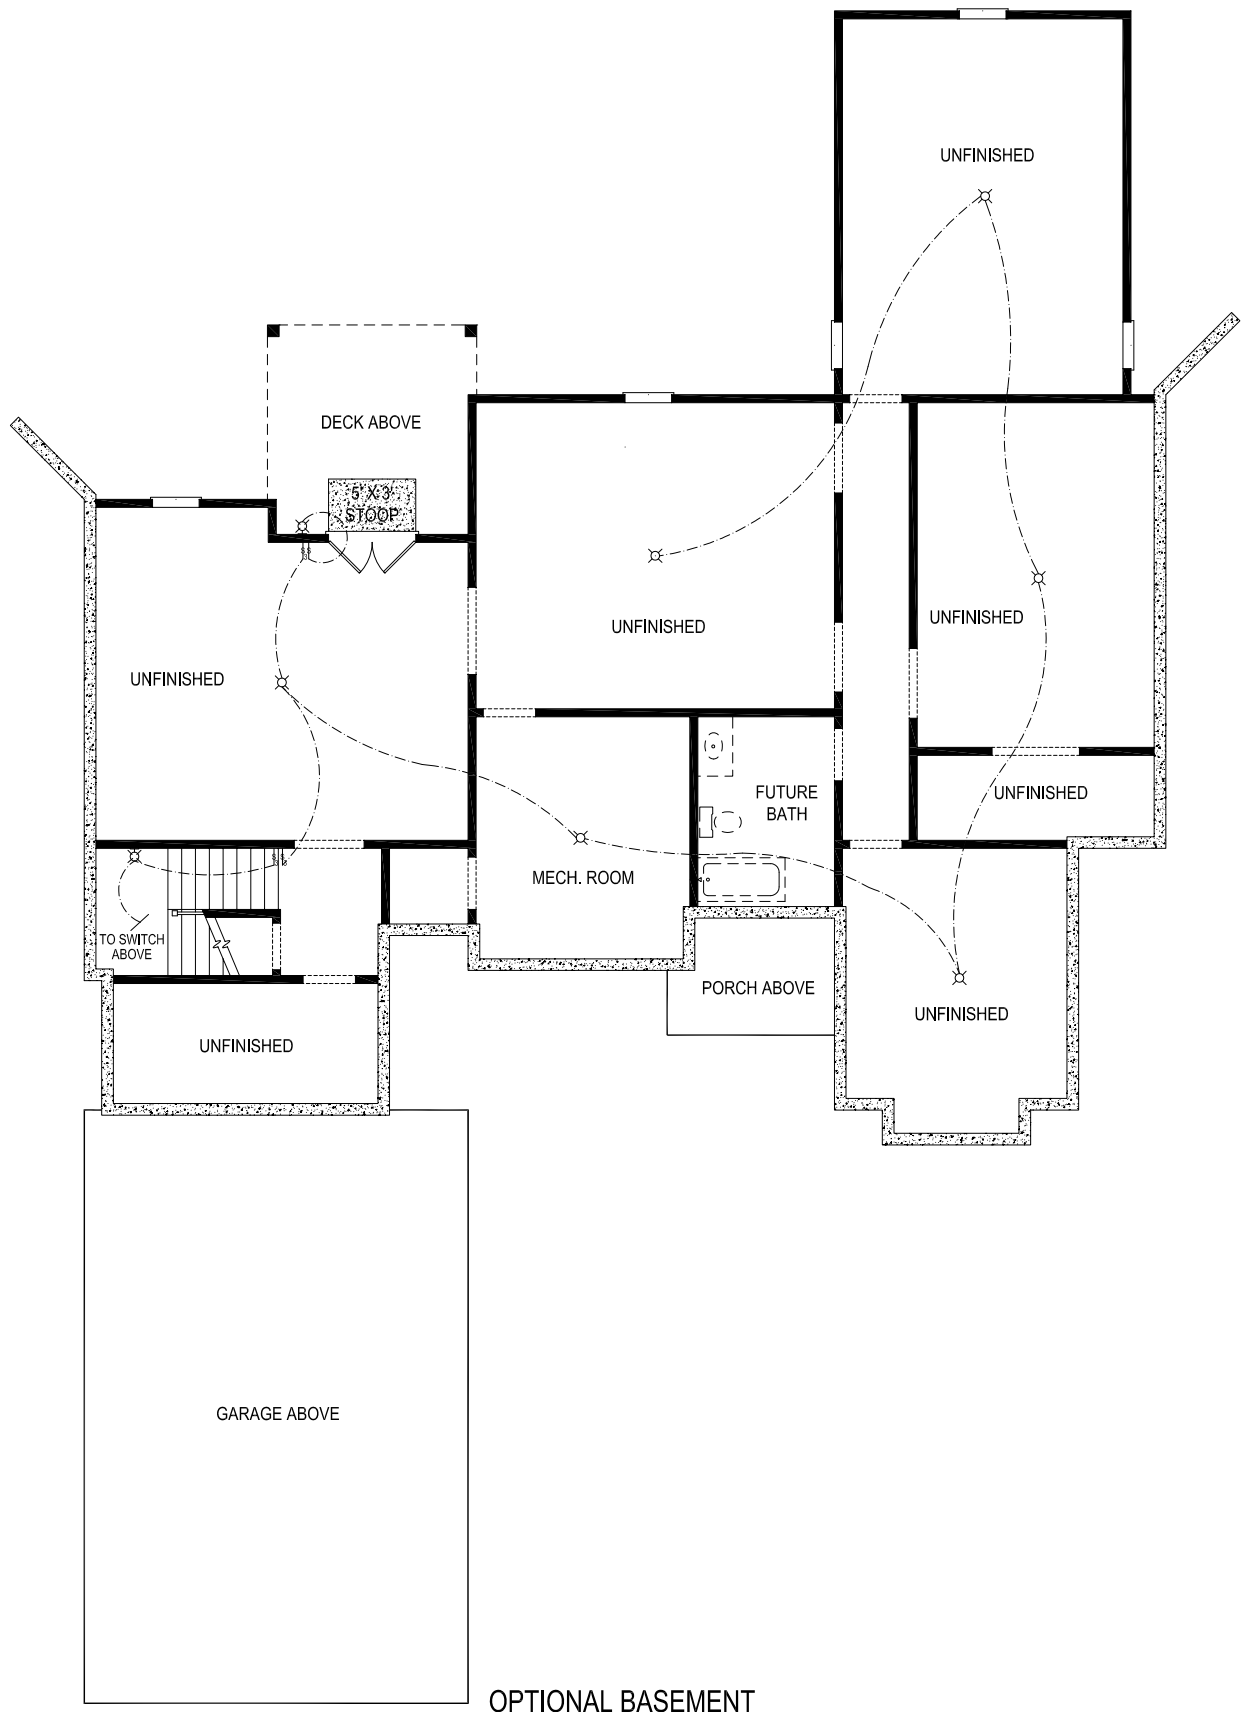 UNFINISHED
DECK ABOVE
5' X 3'
STOOP
UNFINISHED
UNFINISHED
UNFINISHED
UNFINISHED
FUTURE
BATH
MECH. ROOM
TO SWITCH
ABOVE
PORCH ABOVE
UNFINISHED
UNFINISHED
GARAGE ABOVE
OPTIONAL BASEMENT